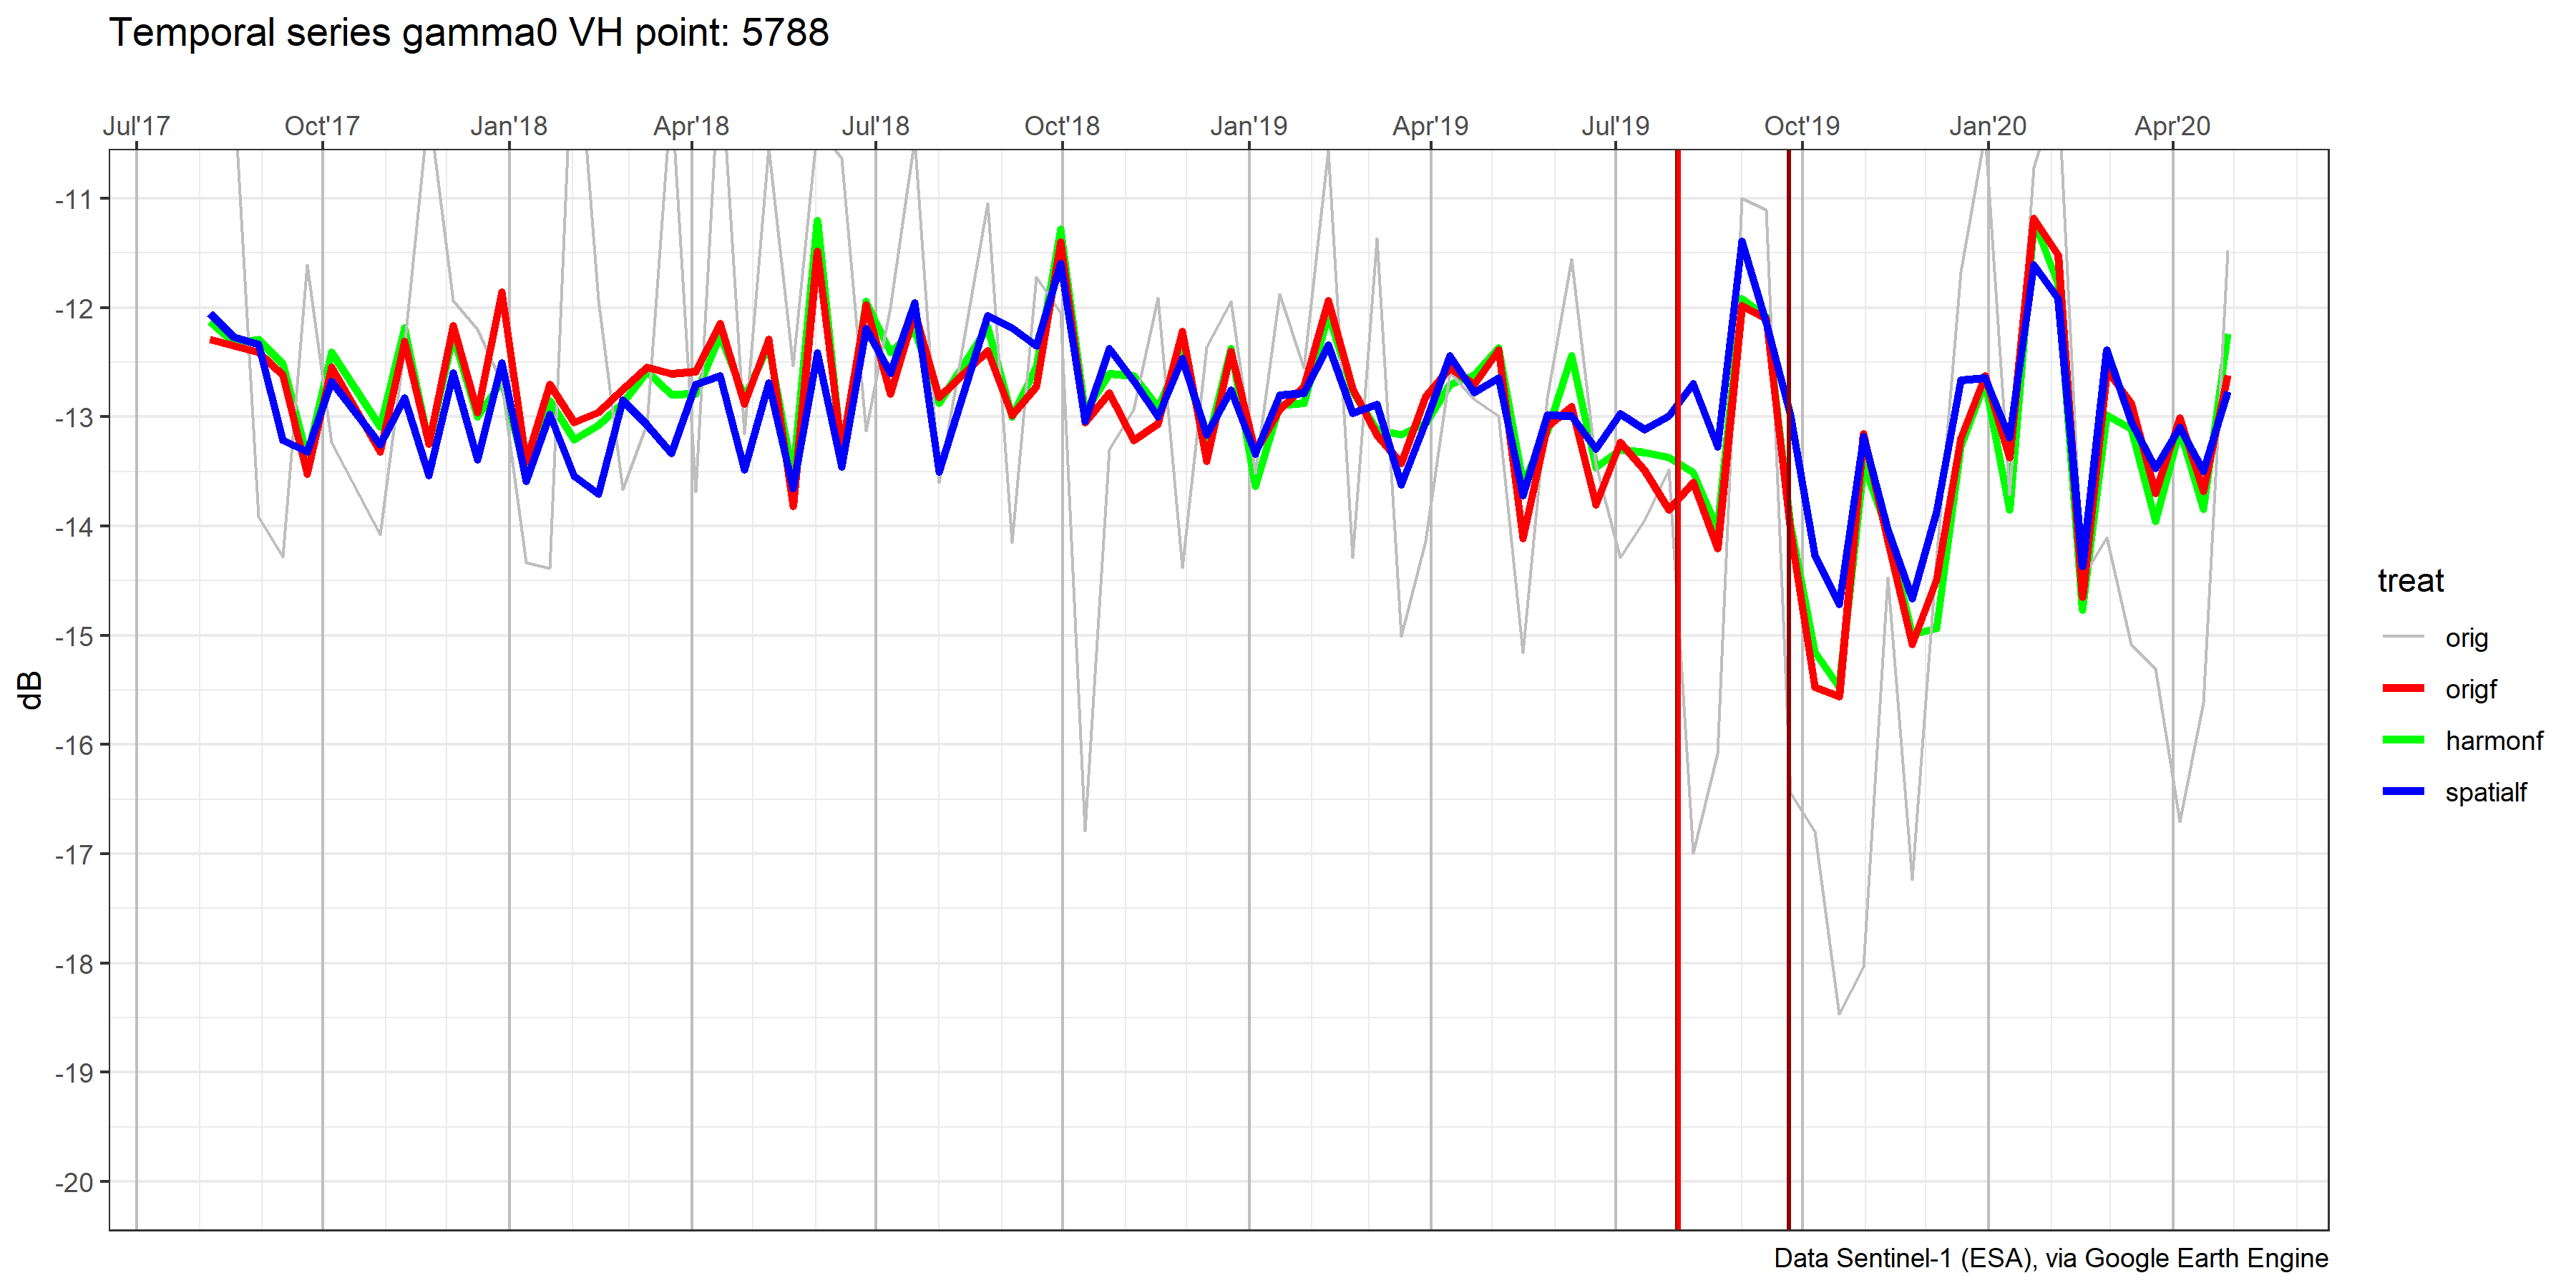 Temporal series gamma0 VH point: 5788
Jul'17 Oct'17 Jan'18 Apr'18 Jul'18 Oct'18 Jan'19 Apr'19 Jul'19 Oct'19 Jan'20 Apr'20
-11
-12
-13
-14
-15
-16
-17
-18
-19
-20
dB
treat
orig
origf
harmonf
spatialf
Data Sentinel-1 (ESA), via Google Earth Engine